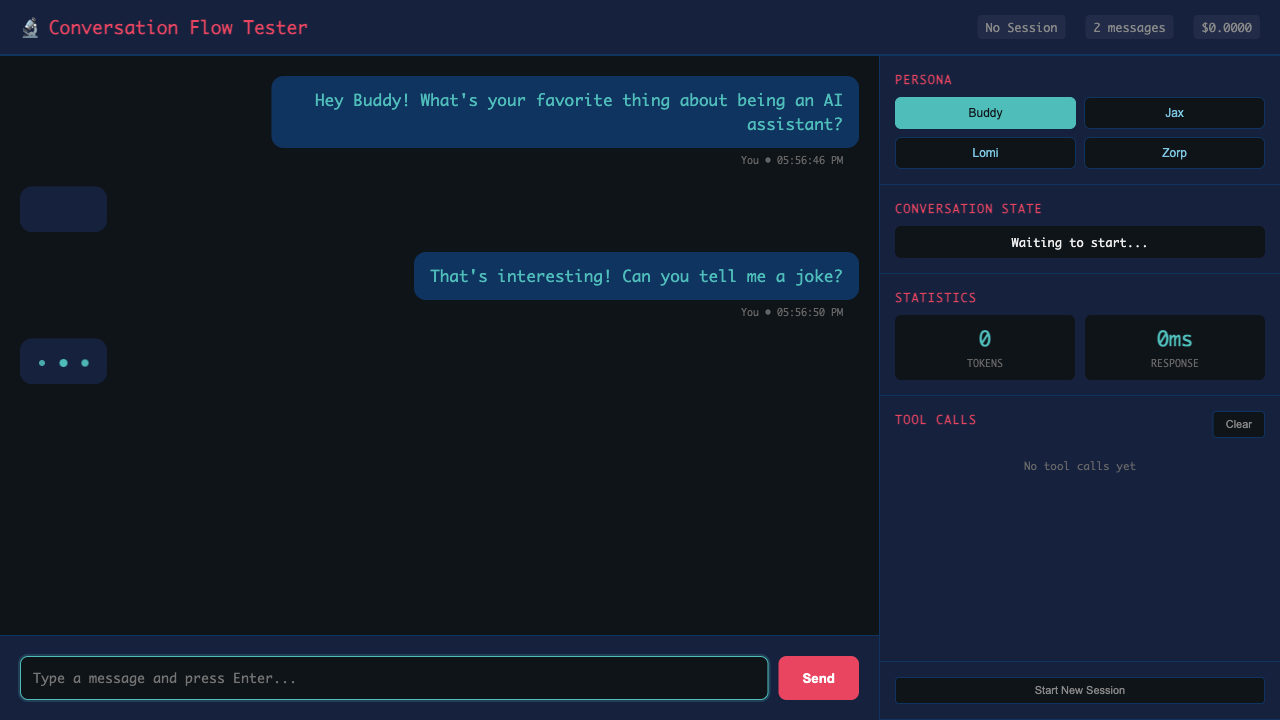 Conversation Flow Tester
No Session
2 messages
$0.0000
Hey Buddy! What's your favorite thing about being an AI
assistant?
You • 05:56:46 PM
That's interesting! Can you tell me a joke?
You • 05:56:50 PM
Type a message and press Enter...
Send
PERSONA
Buddy
Jax
Lomi
Zorp
CONVERSATION STATE
Waiting to start...
STATISTICS
0
TOKENS
0ms
RESPONSE
TOOL CALLS
Clear
No tool calls yet
Start New Session